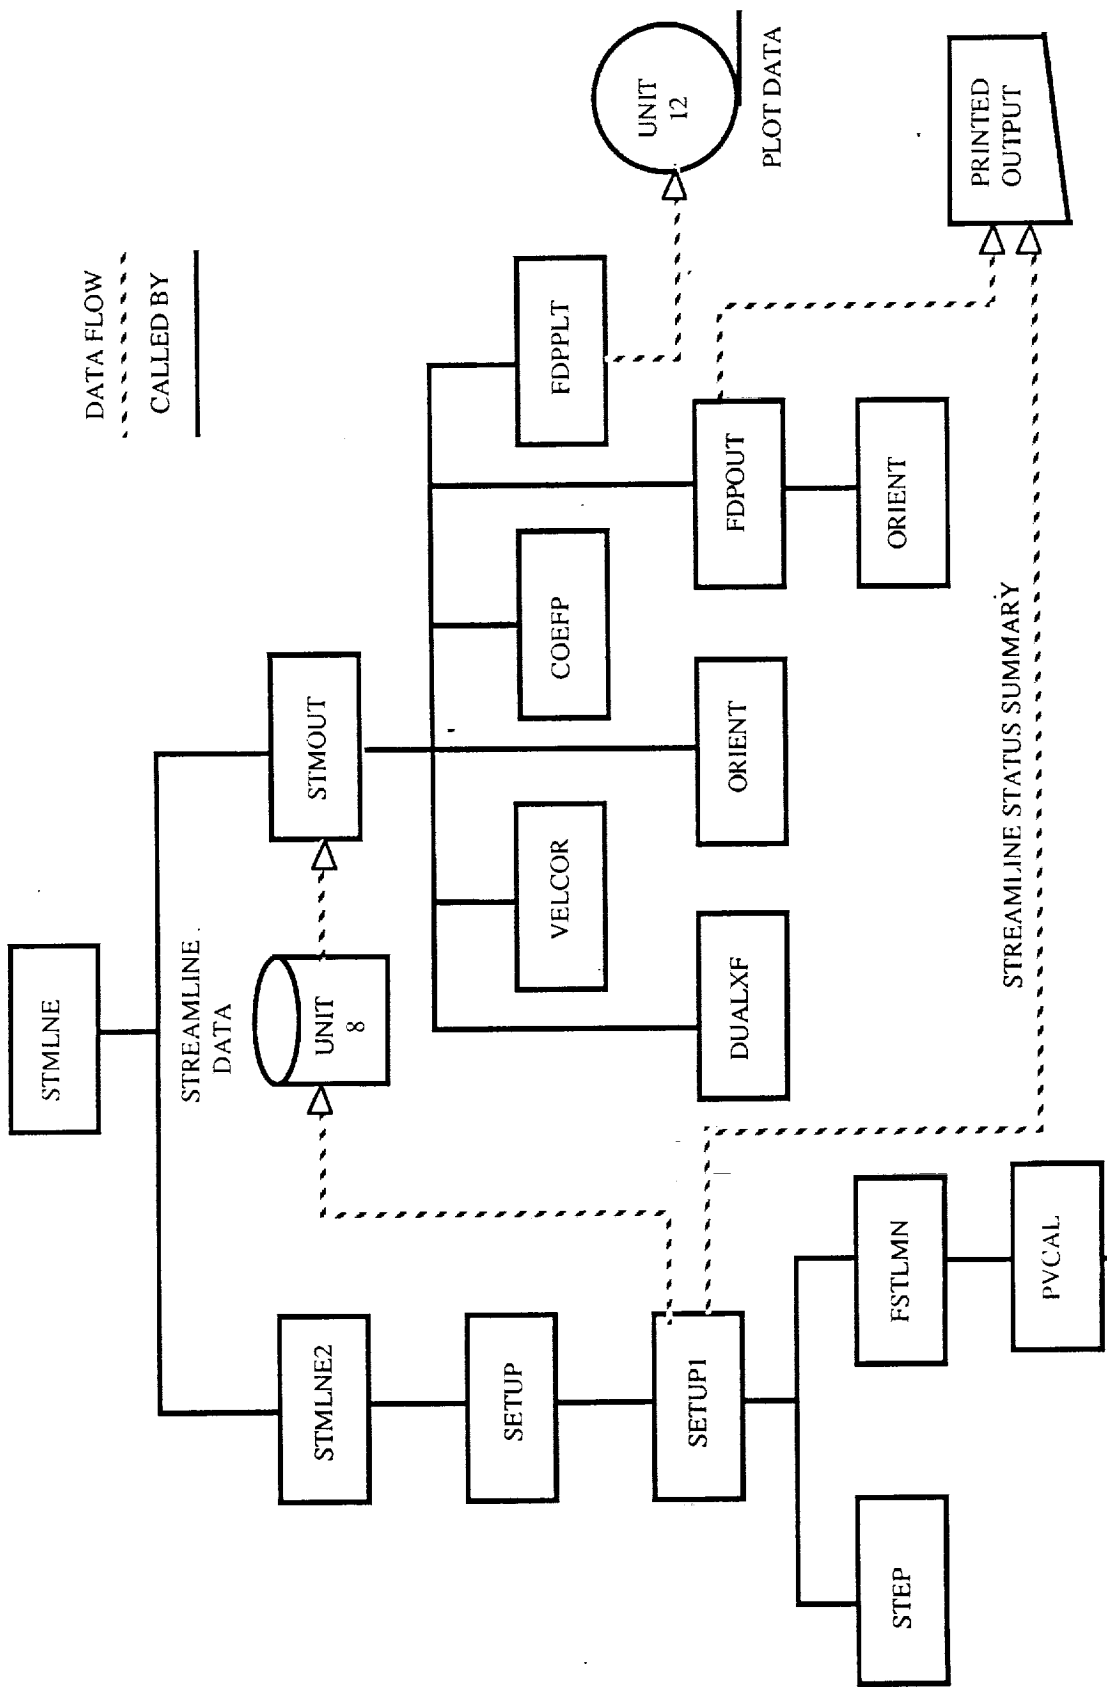 DATA FLOW
CALLED BY
STMLNE
STREAMLINE
DATA
STMLNE2
UNIT
8
STMOUT
SETUP
VELCOR
COEFP
FDPPLT
UNIT
12
PLOT DATA
SETUP1
DUALXF
ORIENT
FDPOUT
STEP
FSTLMN
ORIENT
PRINTED
OUTPUT
STREAMLINE STATUS SUMMARY
PVCAL